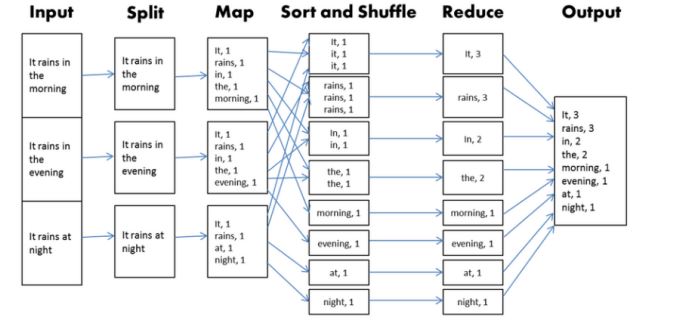 Input
Split
Map
Sort and Shuffle
Reduce
Output
It rains in
the
morning
It rains in
the
evening
It rains at
night
It rains in
the
morning
It rains in
the
evening
It rains at
night
It, 1
rains, 1
in, 1
the, 1
morning, 1
It, 1
rains, 1
in, 1
the, 1
evening, 1
It, 1
rains, 1
at, 1
night, 1
It, 1
it, 1
it, 1
rains, 1
rains, 1
rains, 1
In, 1
in, 1
the, 1
the, 1
morning, 1
evening, 1
at, 1
night, 1
It, 3
rains, 3
In, 2
the, 2
morning, 1
evening, 1
at, 1
night, 1
It, 3
rains, 3
in, 2
the, 2
morning, 1
evening, 1
at, 1
night, 1